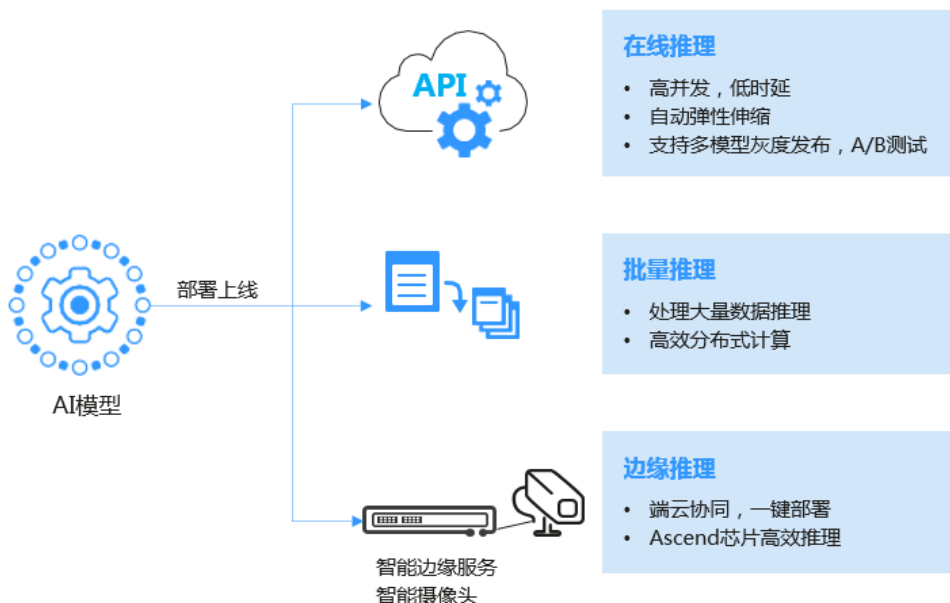 API
在线推理
• 高并发，低时延
• 自动弹性伸缩
• 支持多模型灰度发布，A/B测试
部署上线
AI模型
批量推理
• 处理大量数据推理
• 高效分布式计算
智能边缘服务
智能摄像头
边缘推理
• 端云协同，一键部署
• Ascend芯片高效推理